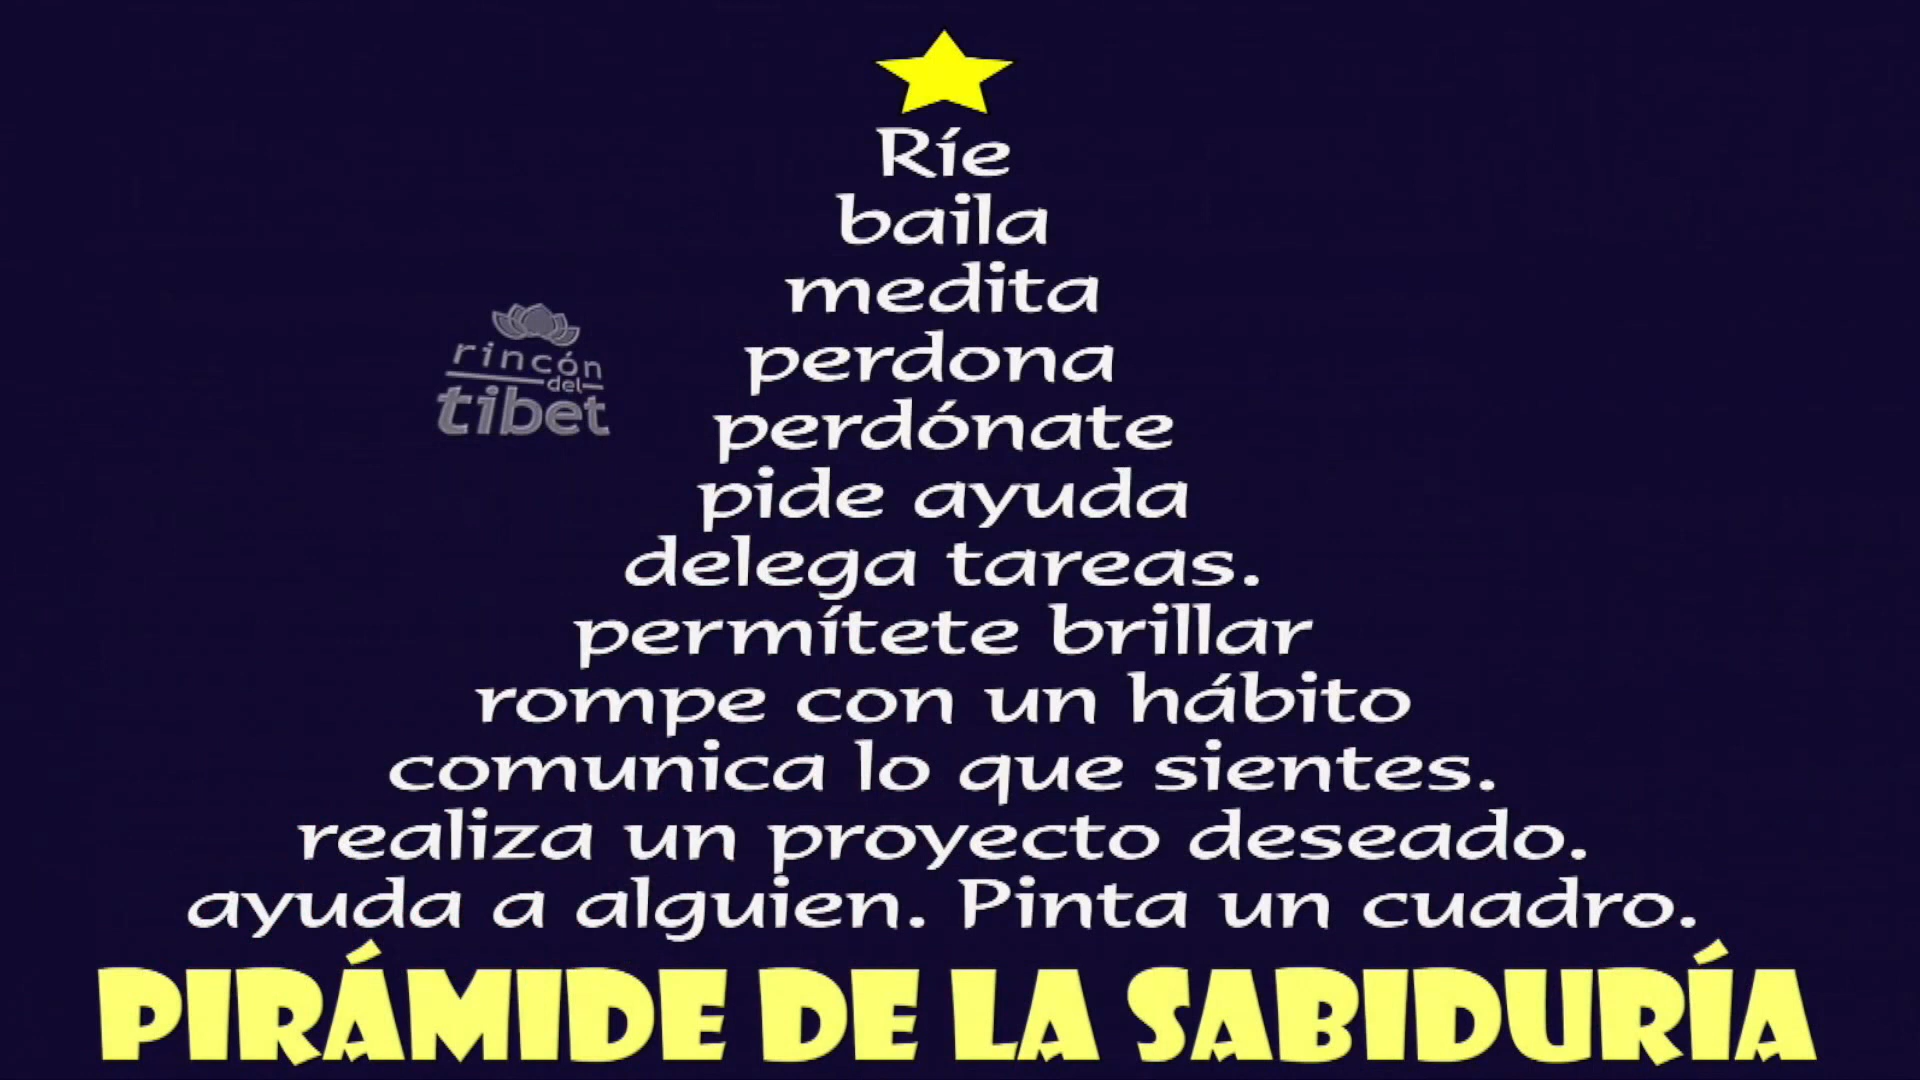 Ríe
baila
medita
perdona
perdónate
pide ayuda
delega tareas.
permítete brillar
rompe con un hábito
comunica lo que sientes.
realiza un proyecto deseado.
ayuda a alguien. Pinta un cuadro.
PIRÁMIDE DE LA SABIDURÍA
rincón
del
tibet